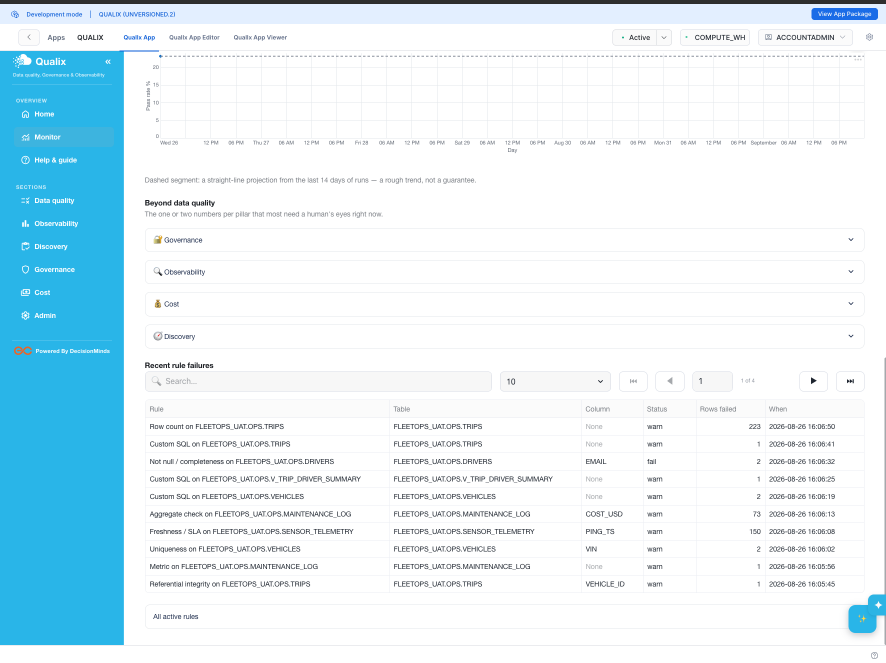 Development mode | QUALIX (UNVERSIONED.2) View App Package
Apps QUALIX Qualix App Qualix App Editor Qualix App Viewer Active COMPUTE_WH ACCOUNTADMIN
Qualix «
Data quality, Governance & Observability
OVERVIEW
Home
Monitor
Help & guide
SECTIONS
Data quality
Observability
Discovery
Governance
Cost
Admin
Powered By DecisionMinds
Pass rate %
20
15
10
5
0
Wed 26 12 PM 06 PM Thu 27 06 AM 12 PM 06 PM Fri 28 06 AM 12 PM 06 PM Sat 29 06 AM 12 PM 06 PM Aug 30 06 AM 12 PM 06 PM Mon 31 06 AM 12 PM 06 PM September 06 AM 12 PM 06 PM
Day
Dashed segment: a straight-line projection from the last 14 days of runs — a rough trend, not a guarantee.
Beyond data quality
The one or two numbers per pillar that most need a human's eyes right now.
Governance
Observability
Cost
Discovery
Recent rule failures
Search... 10 1 1 of 4
Rule Table Column Status Rows failed When
Row count on FLEETOPS_UAT.OPS.TRIPS FLEETOPS_UAT.OPS.TRIPS None warn 223 2026-08-26 16:06:50
Custom SQL on FLEETOPS_UAT.OPS.TRIPS FLEETOPS_UAT.OPS.TRIPS None warn 1 2026-08-26 16:06:41
Not null / completeness on FLEETOPS_UAT.OPS.DRIVERS FLEETOPS_UAT.OPS.DRIVERS EMAIL fail 2 2026-08-26 16:06:32
Custom SQL on FLEETOPS_UAT.OPS.V_TRIP_DRIVER_SUMMARY FLEETOPS_UAT.OPS.V_TRIP_DRIVER_SUMMARY None warn 1 2026-08-26 16:06:25
Custom SQL on FLEETOPS_UAT.OPS.VEHICLES FLEETOPS_UAT.OPS.VEHICLES None warn 2 2026-08-26 16:06:19
Aggregate check on FLEETOPS_UAT.OPS.MAINTENANCE_LOG FLEETOPS_UAT.OPS.MAINTENANCE_LOG COST_USD warn 73 2026-08-26 16:06:13
Freshness / SLA on FLEETOPS_UAT.OPS.SENSOR_TELEMETRY FLEETOPS_UAT.OPS.SENSOR_TELEMETRY PING_TS warn 150 2026-08-26 16:06:08
Uniqueness on FLEETOPS_UAT.OPS.VEHICLES FLEETOPS_UAT.OPS.VEHICLES VIN warn 2 2026-08-26 16:06:02
Metric on FLEETOPS_UAT.OPS.MAINTENANCE_LOG FLEETOPS_UAT.OPS.MAINTENANCE_LOG None warn 1 2026-08-26 16:05:56
Referential integrity on FLEETOPS_UAT.OPS.TRIPS FLEETOPS_UAT.OPS.TRIPS VEHICLE_ID warn 1 2026-08-26 16:05:45
All active rules